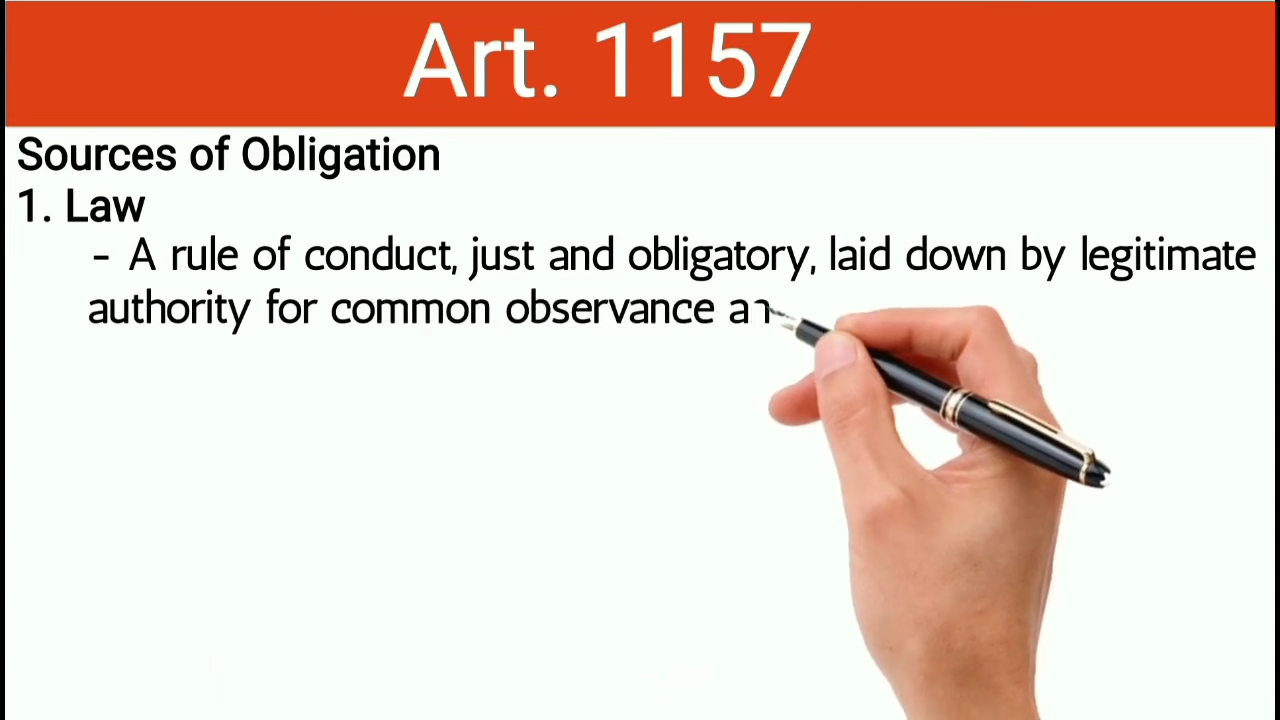 Art. 1157
Sources of Obligation
1. Law
- A rule of conduct, just and obligatory, laid down by legitimate
authority for common observance